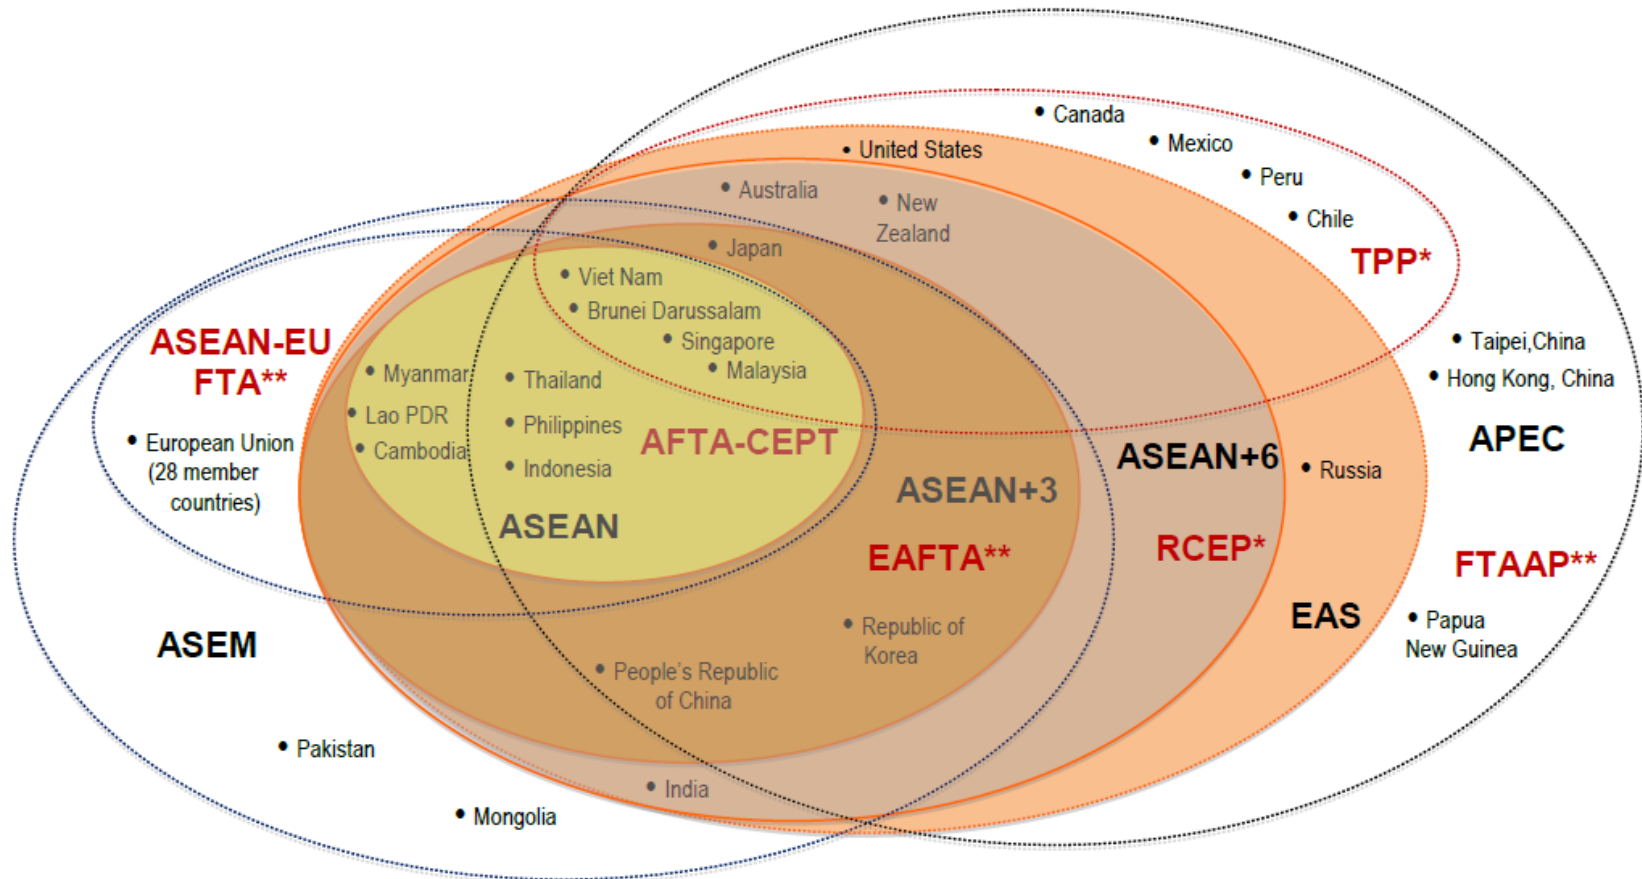 • Canada
• Mexico
• United States
• Peru
• Australia
• New
Zealand
• Chile
• Japan
TPP*
• Viet Nam
• Brunei Darussalam
• Singapore
• Malaysia
ASEAN-EU
FTA**
• Taipei,China
• Hong Kong, China
• Myanmar
• Thailand
• Lao PDR
• Philippines
• Cambodia
• Indonesia
AFTA-CEPT
• European Union
(28 member
countries)
APEC
ASEAN+6
• Russia
ASEAN+3
ASEAN
EAFTA**
RCEP*
FTAAP**
EAS
• Papua
New Guinea
ASEM
• Republic of
Korea
• People's Republic
of China
• Pakistan
• India
• Mongolia